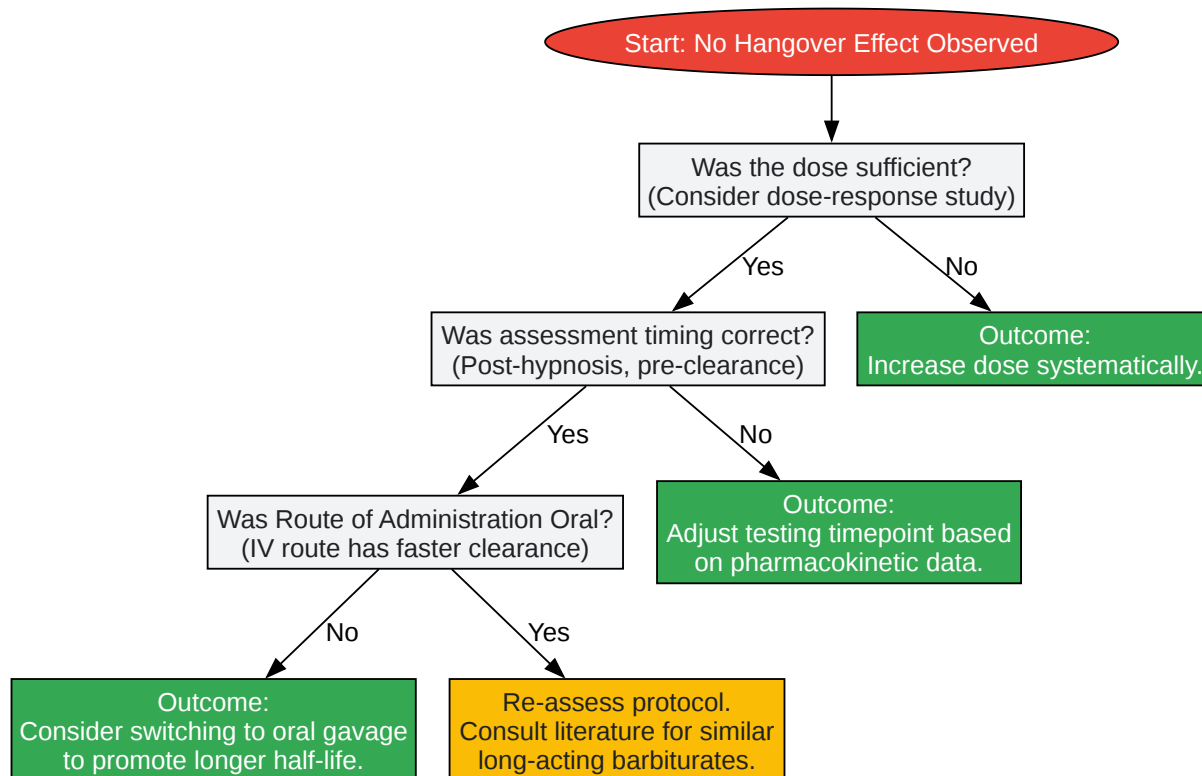 Start: No Hangover Effect Observed
Was the dose sufficient?
(Consider dose-response study)
Yes
No
Was assessment timing correct?
(Post-hypnosis, pre-clearance)
Outcome:
Increase dose systematically.
Yes
No
Was Route of Administration Oral?
(IV route has faster clearance)
Outcome:
Adjust testing timepoint based
on pharmacokinetic data.
No
Yes
Outcome:
Consider switching to oral gavage
to promote longer half-life.
Re-assess protocol.
Consult literature for similar
long-acting barbiturates.